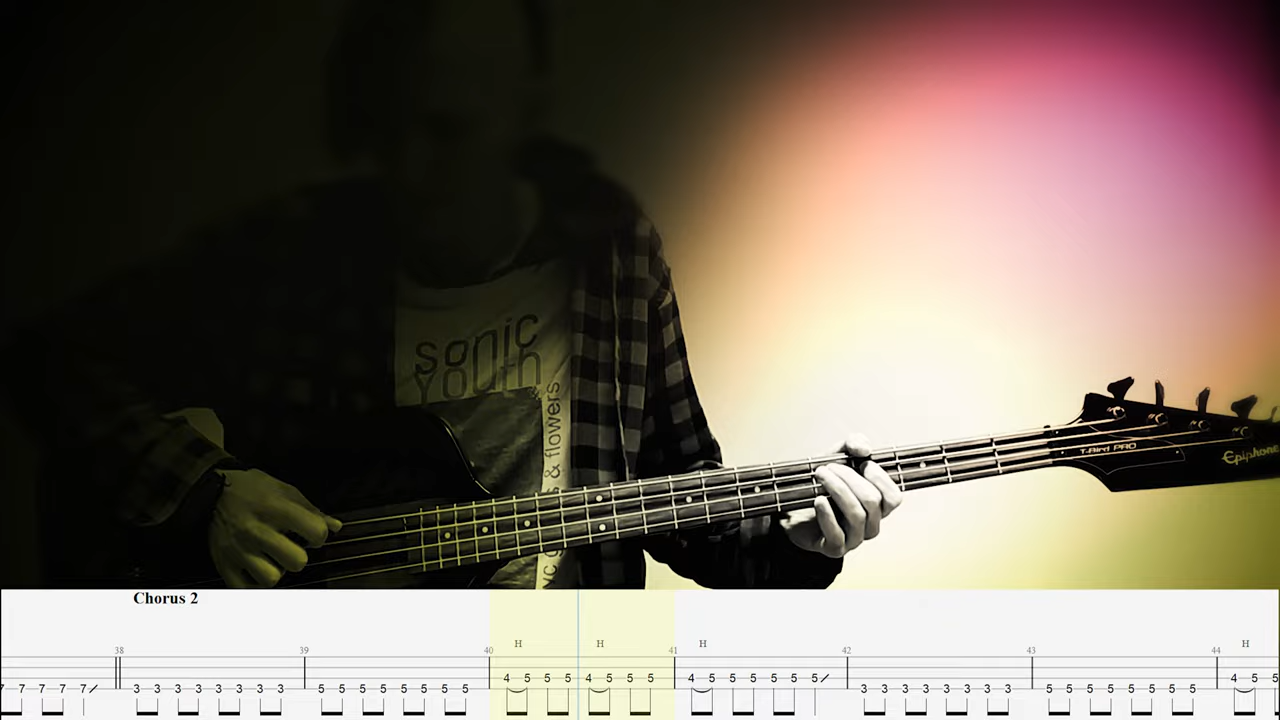 sonic
youth
& flowers
T-Bird PRO
Epiphone
Chorus 2
H H H H
38 39 40 41 42 43 44
4 5 5 5 4 5 5 5 4 5 5 5 5 5 5 4 5 5
7 7 7 7 3 3 3 3 3 3 3 3 5 5 5 5 5 5 5 5 3 3 3 3 3 3 3 3 5 5 5 5 5 5 5 5